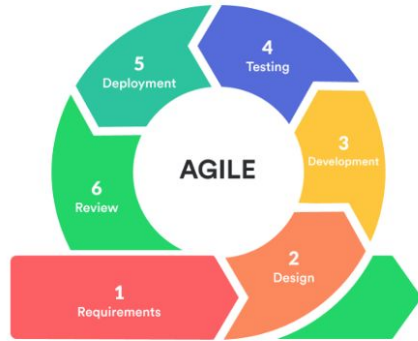 AGILE
1
Requirements
2
Design
3
Development
4
Testing
5
Deployment
6
Review